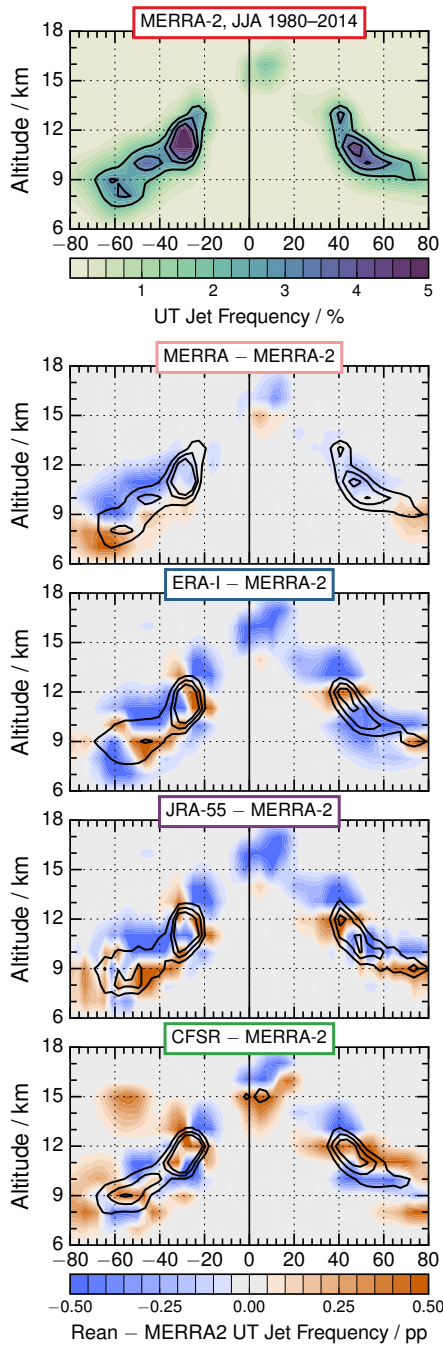 MERRA-2, JJA 1980–2014
Altitude / km
18
15
12
9
6
−80 −60 −40 −20 0 20 40 60 80
1 2 3 4 5
UT Jet Frequency / %
MERRA − MERRA-2
Altitude / km
18
15
12
9
6
ERA-I − MERRA-2
Altitude / km
18
15
12
9
6
JRA-55 − MERRA-2
Altitude / km
18
15
12
9
6
CFSR − MERRA-2
Altitude / km
18
15
12
9
6
−80 −60 −40 −20 0 20 40 60 80
−0.50 −0.25 0.00 0.25 0.50
Rean − MERRA2 UT Jet Frequency / pp